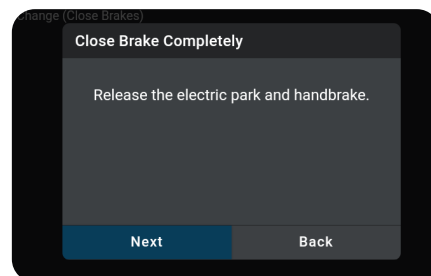 Change (Close Brakes)
Close Brake Completely
Release the electric park and handbrake.
Next
Back